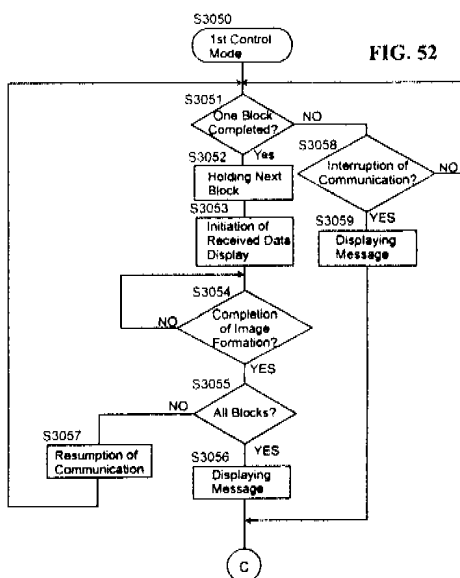 S3050
1st Control
Mode
FIG. 52
S3051
One Block
Completed?
NO
Yes
S3052
Holding Next
Block
S3058
Interruption of
Communication?
NO
YES
S3053
Initiation of
Received Data
Display
S3059
Displaying
Message
S3054
Completion
of Image
Formation?
NO
YES
S3055
All Blocks?
NO
YES
S3057
Resumption of
Communication
S3056
Displaying
Message
C